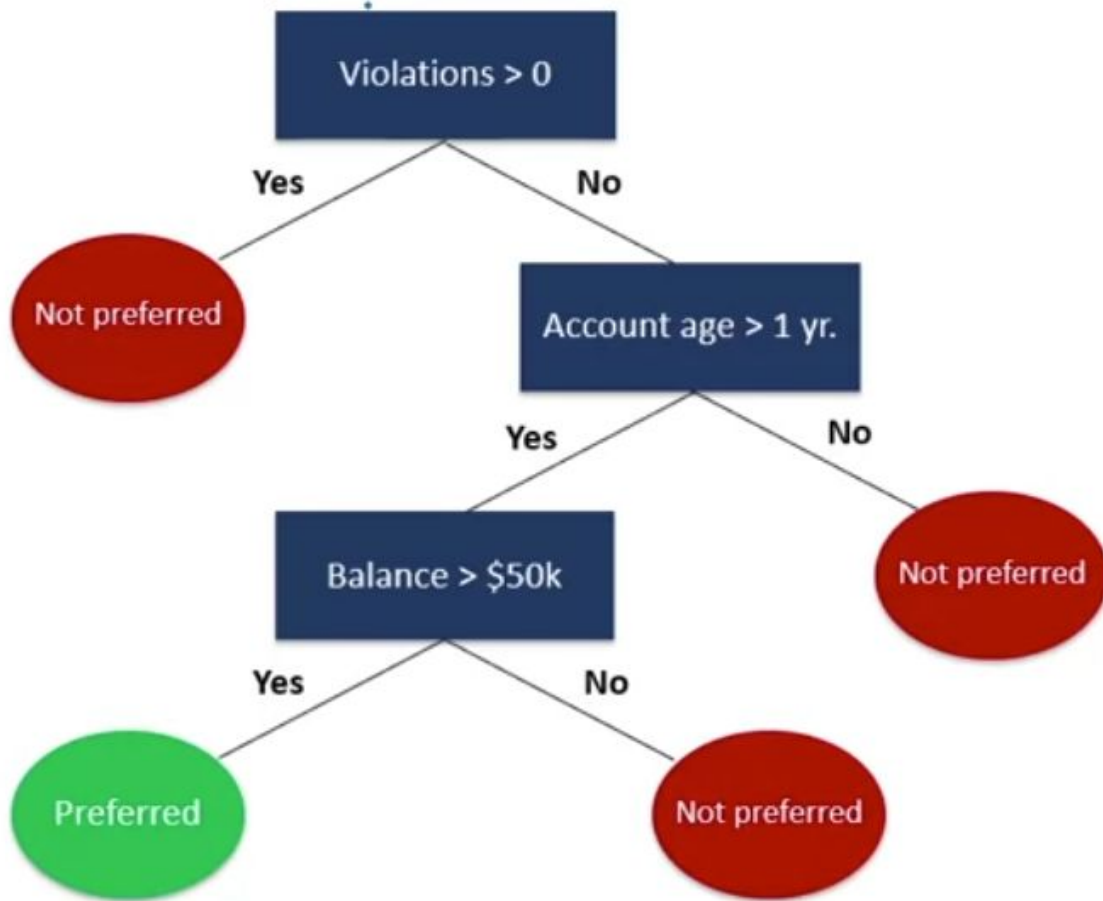 Violations > 0
Yes
No
Not preferred
Account age > 1 yr.
Yes
No
Balance > $50k
Not preferred
Yes
No
Preferred
Not preferred